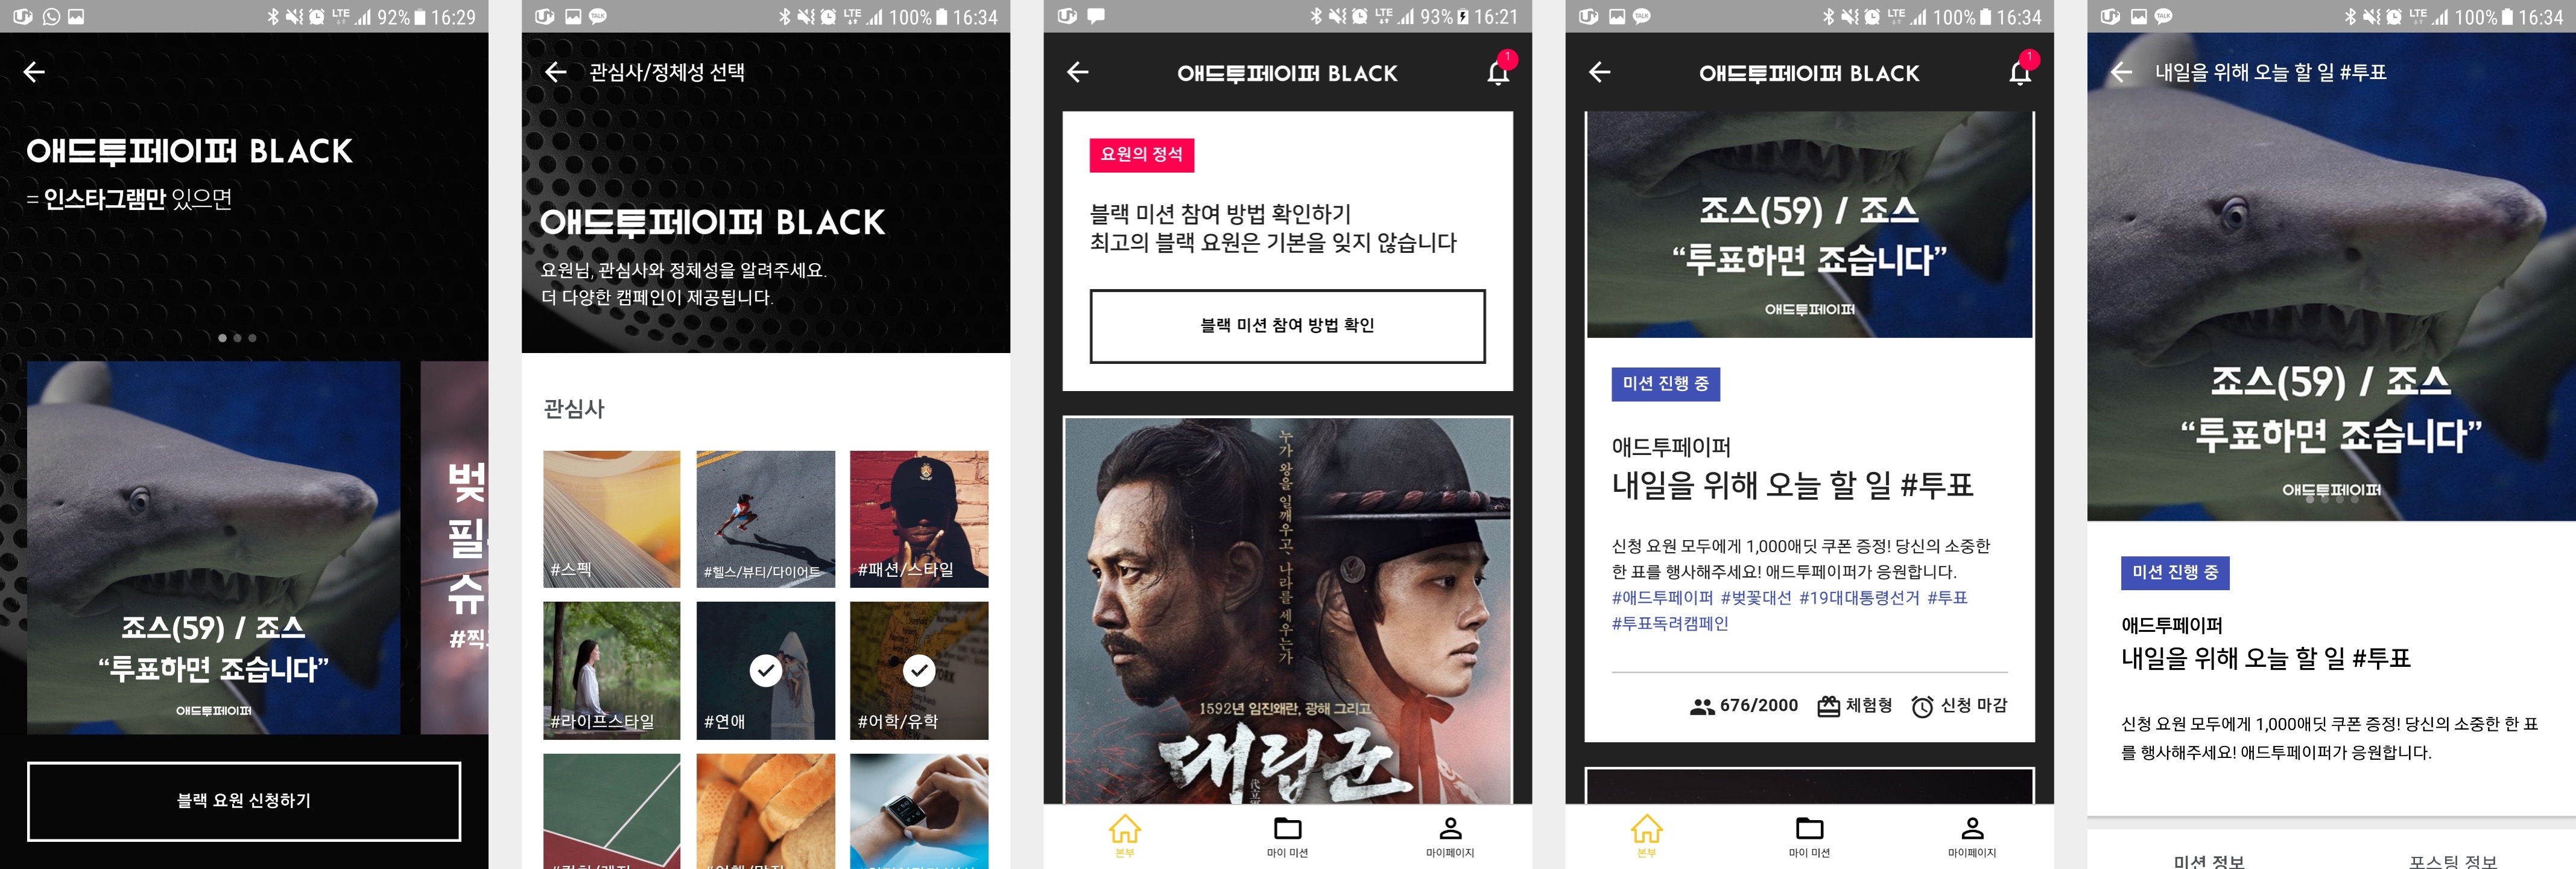 LTE 92% 16:29
애드투페이퍼 BLACK
= 인스타그램만 있으면
죠스(59) / 죠스
“투표하면 죠습니다”
애드투페이퍼
벚
필
슈
#찍
블랙 요원 신청하기
TALK LTE 100% 16:34
관심사/정체성 선택
애드투페이퍼 BLACK
요원님, 관심사와 정체성을 알려주세요.
더 다양한 캠페인이 제공됩니다.
관심사
#스펙
#헬스/뷰티/다이어트
#패션/스타일
#라이프스타일
#연애
YORK
#어학/유학
LTE 93% 16:21
애드투페이퍼 BLACK
1
요원의 정석
블랙 미션 참여 방법 확인하기
최고의 블랙 요원은 기본을 잊지 않습니다
블랙 미션 참여 방법 확인
누가 왕을 일깨우고, 나라를 세우는가
1592년 임진왜란, 광해 그리고
대립군
代立軍
본부
마이 미션
마이페이지
TALK LTE 100% 16:34
애드투페이퍼 BLACK
1
죠스(59) / 죠스
“투표하면 죠습니다”
애드투페이퍼
미션 진행 중
애드투페이퍼
내일을 위해 오늘 할 일 #투표
신청 요원 모두에게 1,000애딧 쿠폰 증정! 당신의 소중한
한 표를 행사해주세요! 애드투페이퍼가 응원합니다.
#애드투페이퍼 #벚꽃대선 #19대대통령선거 #투표
#투표독려캠페인
676/2000 체험형 신청 마감
본부
마이 미션
마이페이지
TALK LTE 100% 16:34
내일을 위해 오늘 할 일 #투표
죠스(59) / 죠스
“투표하면 죠습니다”
애드투페이퍼
미션 진행 중
애드투페이퍼
내일을 위해 오늘 할 일 #투표
신청 요원 모두에게 1,000애딧 쿠폰 증정! 당신의 소중한 한 표
를 행사해주세요! 애드투페이퍼가 응원합니다.
미션 정보
포스팅 정보